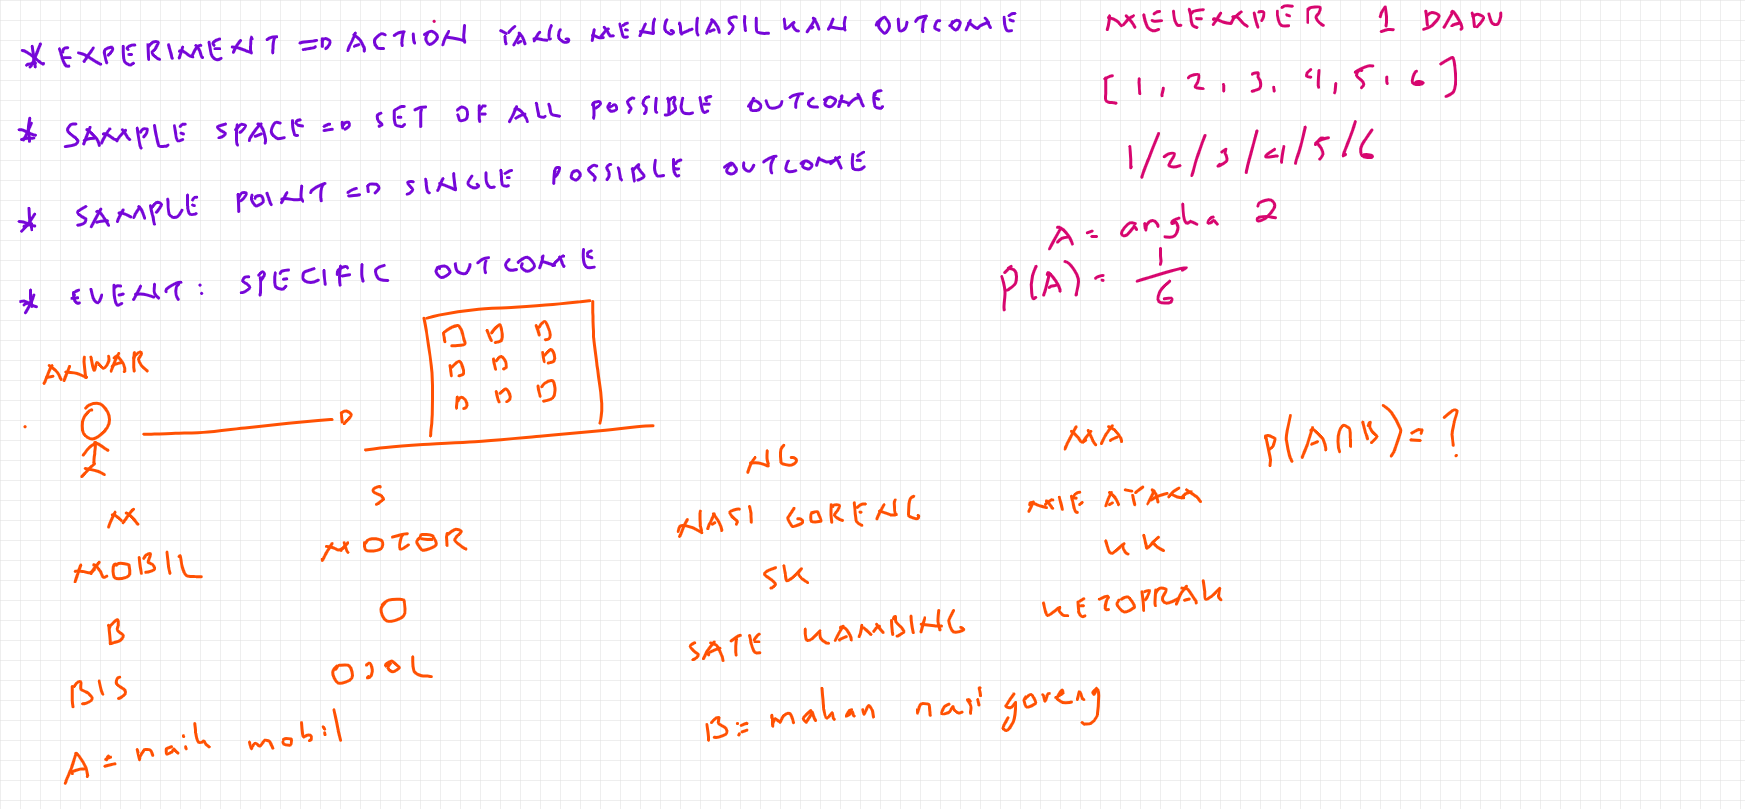 * EXPERIMENT => ACTION YANG MENGHASILKAN OUTCOME
* SAMPLE SPACE => SET OF ALL POSSIBLE OUTCOME
* SAMPLE POINT => SINGLE POSSIBLE OUTCOME
* EVENT: SPECIFIC OUTCOME
MELEMPER 1 DADU
[1, 2, 3, 4, 5, 6]
1/2/3/4/5/6
A = angka 2
P(A) = 1/6
ANWAR
M
MOBIL
S
MOTOR
B
BIS
O
OJOL
A = naik mobil
NG
NASI GORENG
MA
MIE AYAM
SK
SATE KAMBING
KK
KETOPRAK
B = makan nasi goreng
P(A∩B) = ?